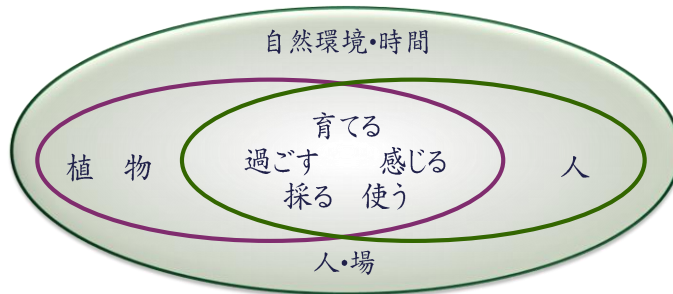 自然環境・時間
育てる
植 物 過ごす 感じる 人
採る 使う
人・場